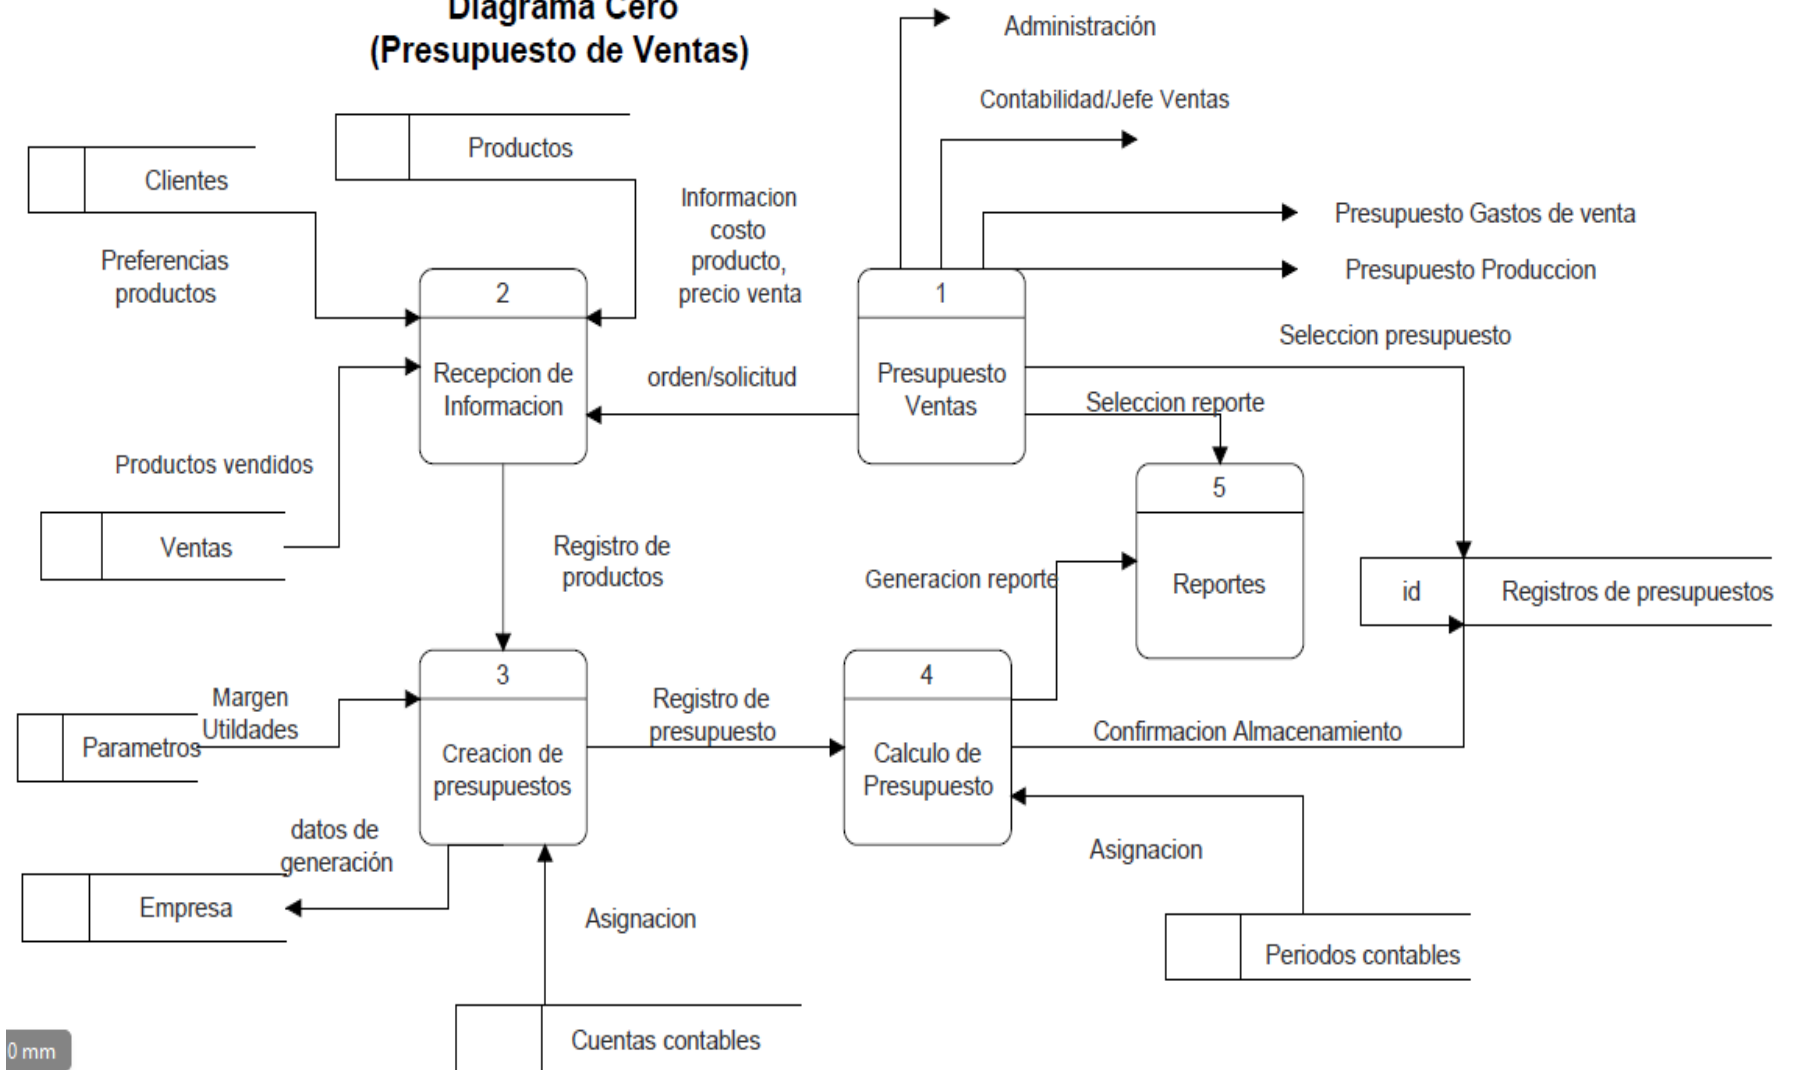 Diagrama Cero
(Presupuesto de Ventas)
Administración
Contabilidad/Jefe Ventas
Productos
Clientes
Informacion
costo
producto,
precio venta
Presupuesto Gastos de venta
Preferencias
productos
Presupuesto Produccion
2
1
Seleccion presupuesto
Recepcion de
Informacion
orden/solicitud
Presupuesto
Ventas
Seleccion reporte
Productos vendidos
5
Ventas
Registro de
productos
Generacion reporte
Reportes
id
Registros de presupuestos
3
4
Margen
Utildades
Registro de
presupuesto
Parametros
Creacion de
presupuestos
Calculo de
Presupuesto
Confirmacion Almacenamiento
datos de
generación
Asignacion
Empresa
Asignacion
Periodos contables
Cuentas contables
0 mm